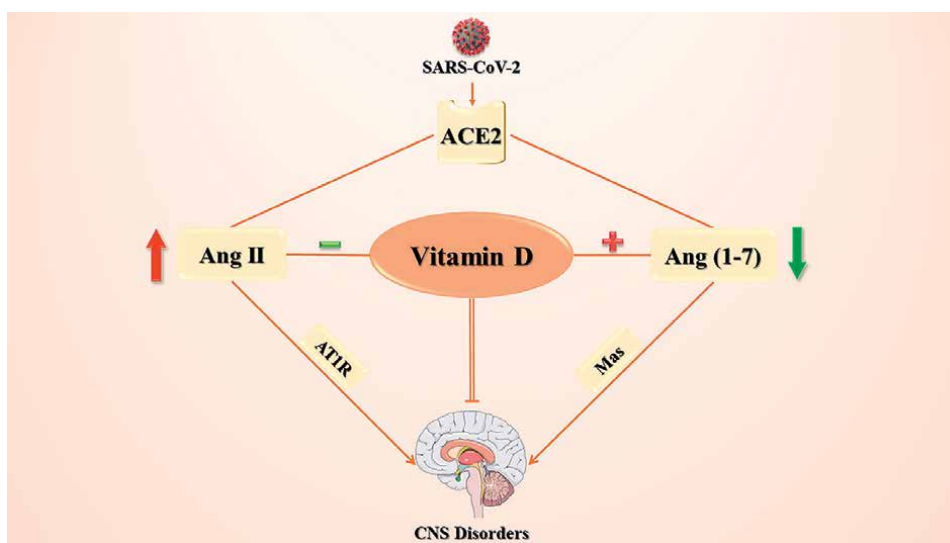 SARS-CoV-2
ACE2
Ang II
−
Vitamin D
+
Ang (1-7)
AT1R
Mas
CNS Disorders